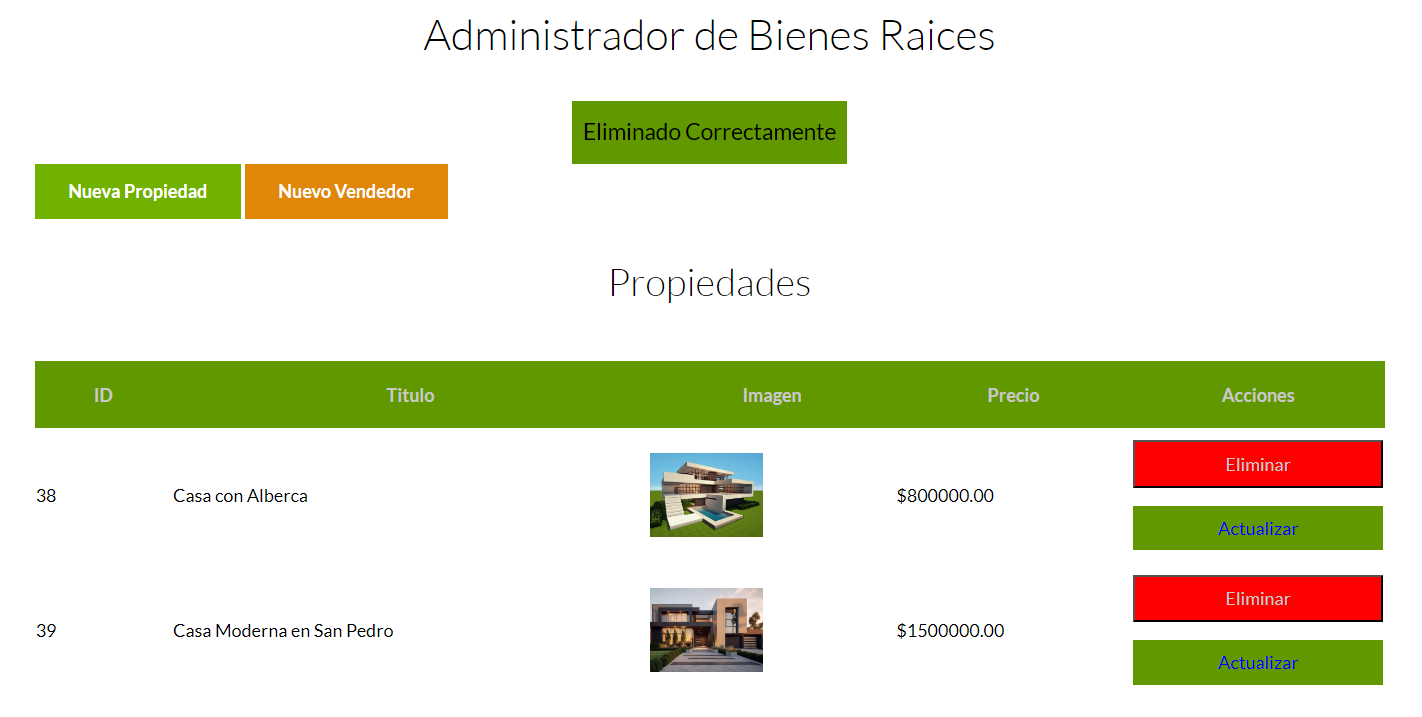 Administrador de Bienes Raices
Eliminado Correctamente
Nueva Propiedad Nuevo Vendedor
Propiedades
ID Titulo Imagen Precio Acciones
38 Casa con Alberca $800000.00 Eliminar
Actualizar
39 Casa Moderna en San Pedro $1500000.00 Eliminar
Actualizar